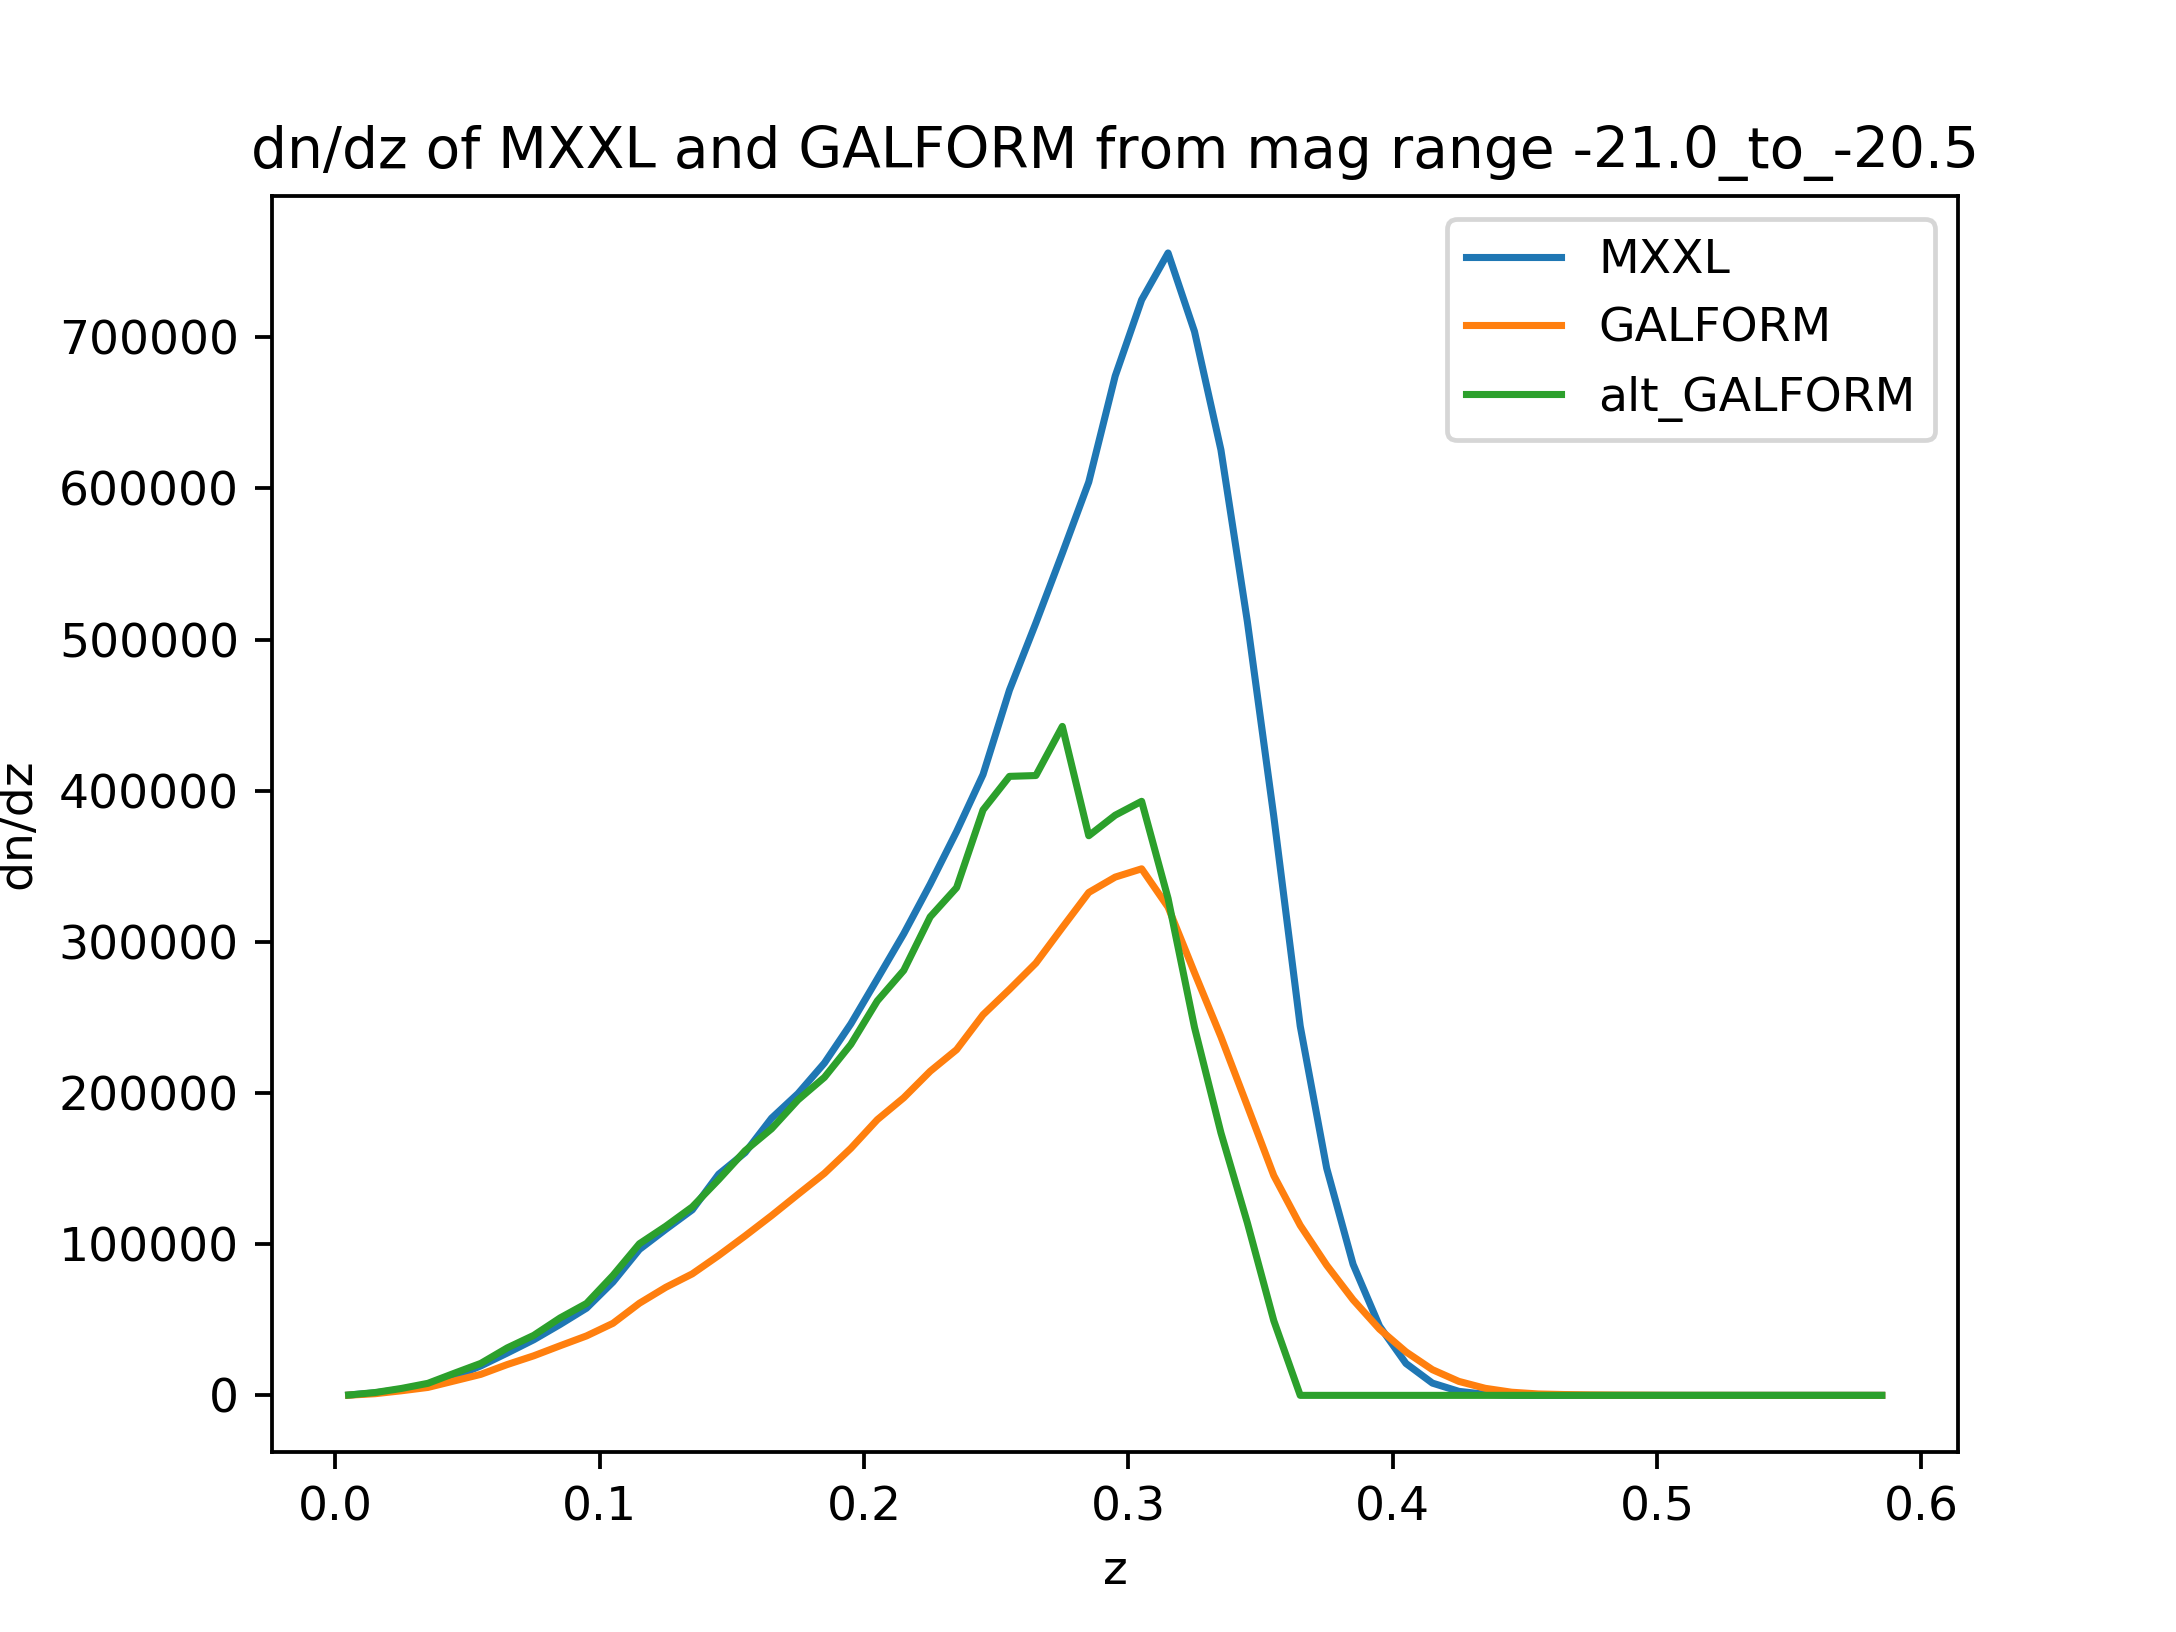 dn/dz of MXXL and GALFORM from mag range -21.0_to_-20.5
MXXL
GALFORM
alt_GALFORM
dn/dz
700000
600000
500000
400000
300000
200000
100000
0
0.0 0.1 0.2 0.3 0.4 0.5 0.6
z